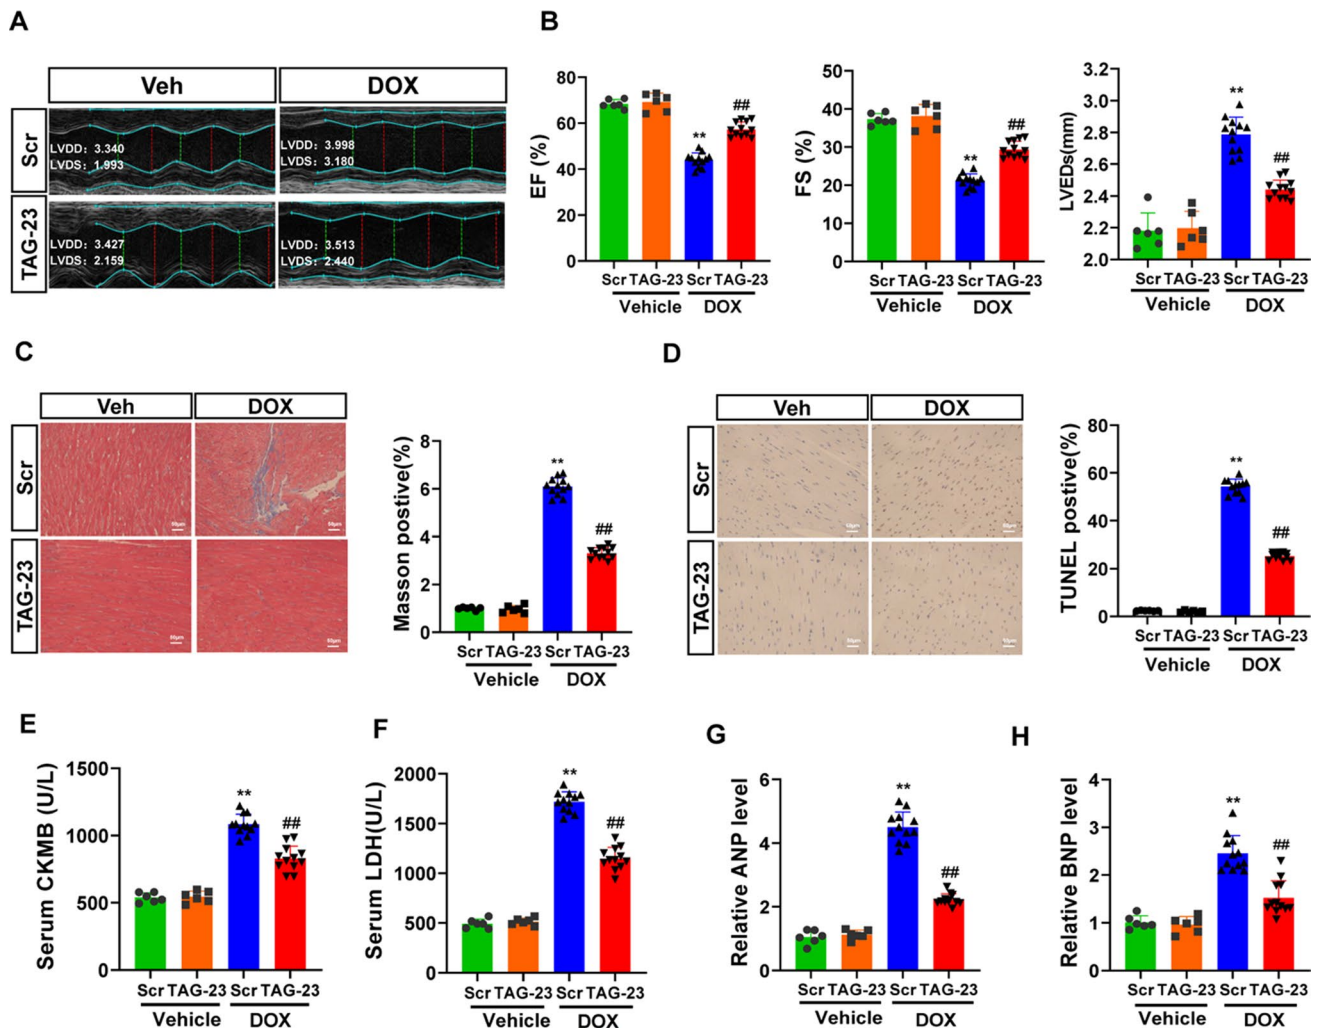 A
Veh DOX
Scr
LVDD: 3.340
LVDS: 1.993
LVDD: 3.998
LVDS: 3.180
TAG-23
LVDD: 3.427
LVDS: 2.159
LVDD: 3.513
LVDS: 2.440
B
EF (%)
80
60
40
20
0
**
##
Scr TAG-23 Scr TAG-23
Vehicle DOX
FS (%)
50
40
30
20
10
0
**
##
Scr TAG-23 Scr TAG-23
Vehicle DOX
LVEDs(mm)
3.2
3.0
2.8
2.6
2.4
2.2
2.0
**
##
Scr TAG-23 Scr TAG-23
Vehicle DOX
C
Veh DOX
Scr
TAG-23
50μm
50μm
50μm
50μm
Masson postive(%)
8
6
4
2
0
**
##
Scr TAG-23 Scr TAG-23
Vehicle DOX
D
Veh DOX
Scr
TAG-23
50μm
50μm
50μm
50μm
TUNEL postive(%)
80
60
40
20
0
**
##
Scr TAG-23 Scr TAG-23
Vehicle DOX
E
Serum CKMB (U/L)
1500
1000
500
0
**
##
Scr TAG-23 Scr TAG-23
Vehicle DOX
F
Serum LDH(U/L)
2000
1500
1000
500
0
**
##
Scr TAG-23 Scr TAG-23
Vehicle DOX
G
Relative ANP level
6
4
2
0
**
##
Scr TAG-23 Scr TAG-23
Vehicle DOX
H
Relative BNP level
4
3
2
1
0
**
##
Scr TAG-23 Scr TAG-23
Vehicle DOX